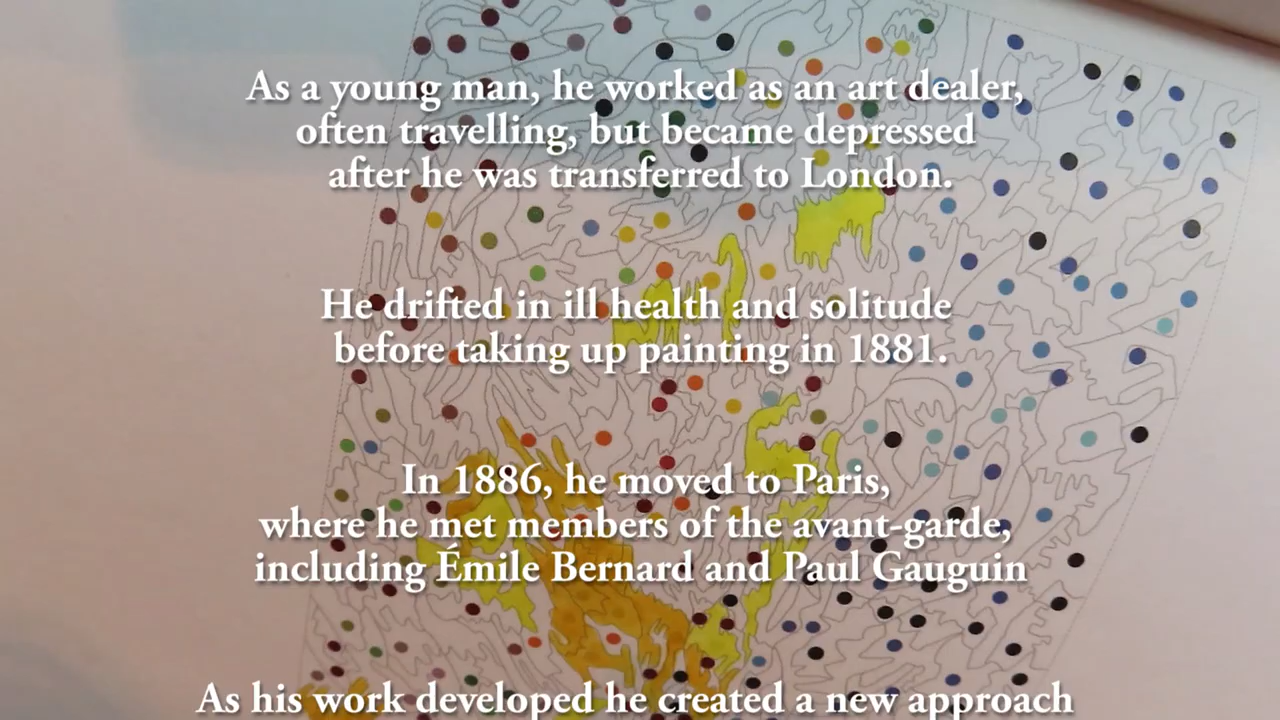 As a young man, he worked as an art dealer,
often travelling, but became depressed
after he was transferred to London.
He drifted in ill health and solitude
before taking up painting in 1881.
In 1886, he moved to Paris,
where he met members of the avant-garde,
including Émile Bernard and Paul Gauguin
As his work developed he created a new approach